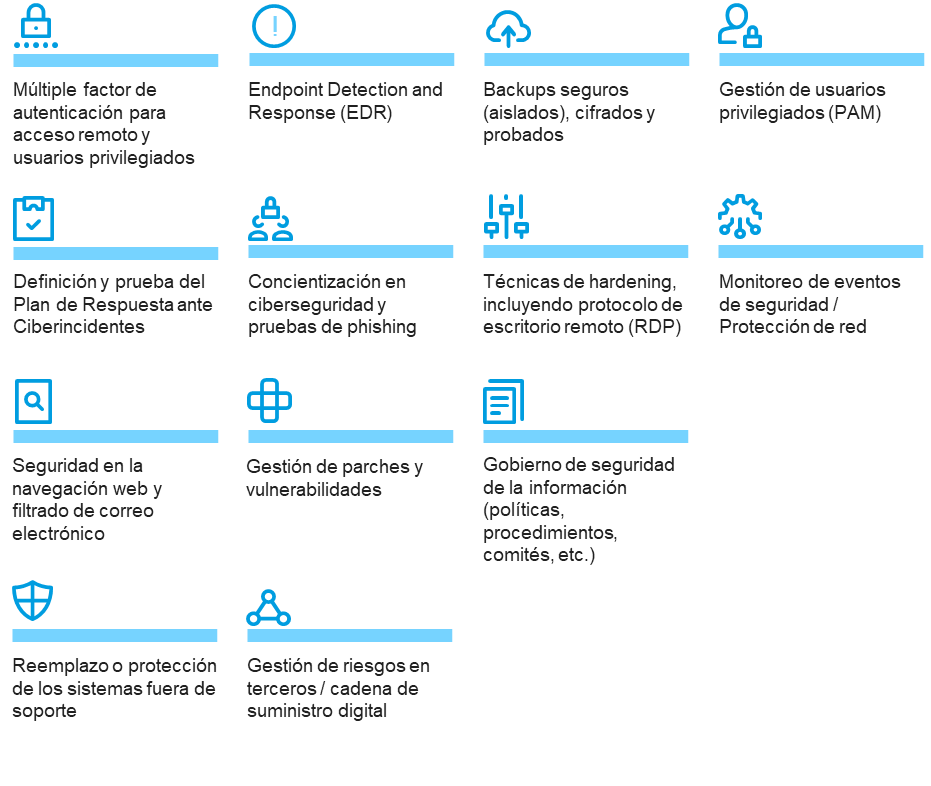 Múltiple factor de
autenticación para
acceso remoto y
usuarios privilegiados
Endpoint Detection and
Response (EDR)
Backups seguros
(aislados), cifrados y
probados
Gestión de usuarios
privilegiados (PAM)
Definición y prueba del
Plan de Respuesta ante
Ciberincidentes
Concientización en
ciberseguridad y
pruebas de phishing
Técnicas de hardening,
incluyendo protocolo de
escritorio remoto (RDP)
Monitoreo de eventos
de seguridad /
Protección de red
Seguridad en la
navegación web y
filtrado de correo
electrónico
Gestión de parches y
vulnerabilidades
Gobierno de seguridad
de la información
(políticas,
procedimientos,
comités, etc.)
Reemplazo o protección
de los sistemas fuera de
soporte
Gestión de riesgos en
terceros / cadena de
suministro digital